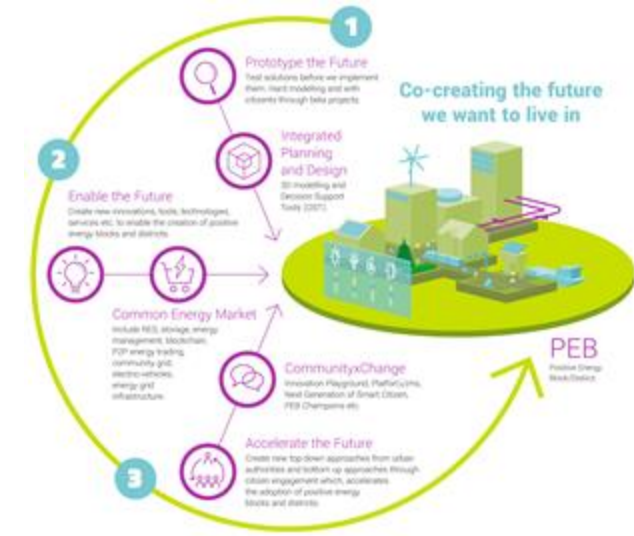 1
Prototype the Future
Test solutions before we implement
them. Hard modelling and with
citizents through beta projects.
Co-creating the future
we want to live in
Integrated
Planning
and Design
3D modelling and
Decision Support
Tools (DST)
2
Enable the Future
Create new innovations, tools, technologies,
services etc. to enable the creation of positive
energy blocks and districts.
Common Energy Market
Include RES, storage, energy
management, blockchain,
P2P energy trading,
community grid,
electro-vehicles,
energy grid
infrastructure.
PEB
Positive Energy
Block/District
CommunityxChange
Innovation Playground,
Next Generation of Smart Citizen,
PEB Champions etc.
3
Accelerate the Future
Create new top down approaches from urban
authorities and bottom up approaches through
citizen engagement which, accelerates
the adoption of positive energy
blocks and districts.